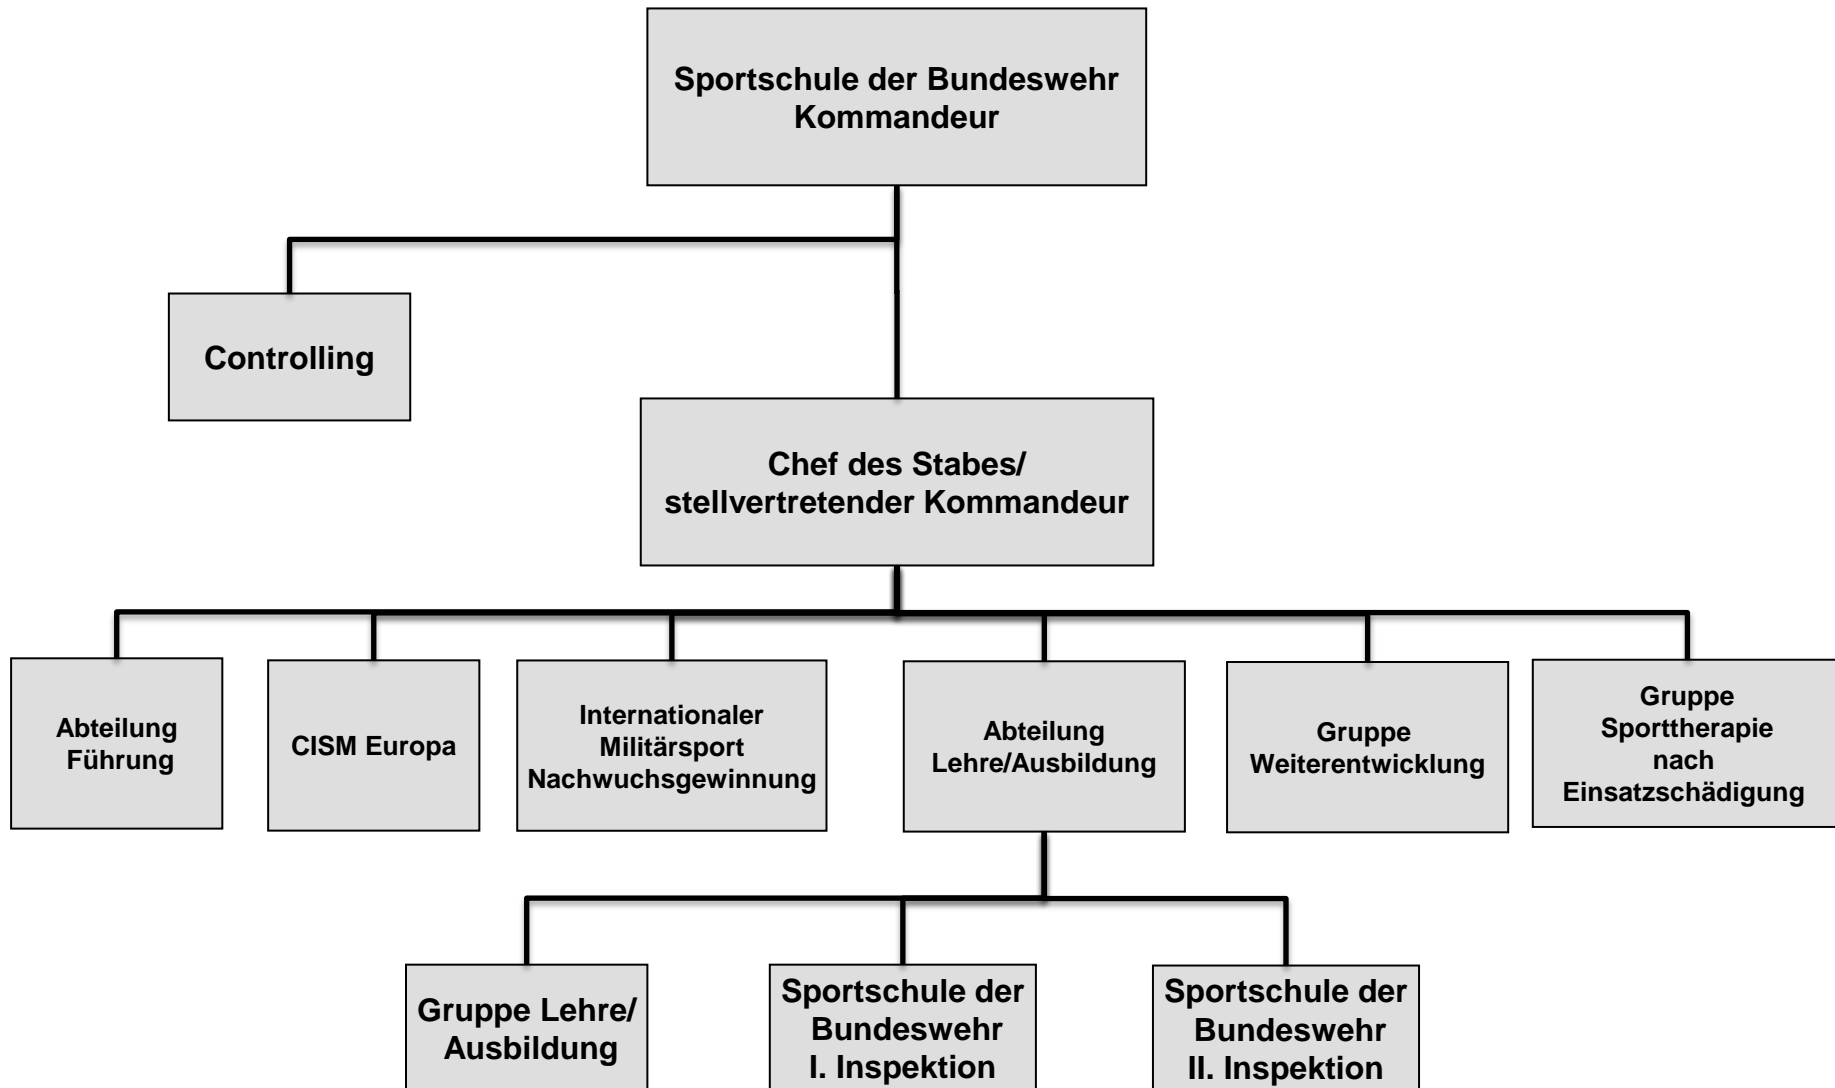 Sportschule der Bundeswehr
Kommandeur
Controlling
Chef des Stabes/
stellvertretender Kommandeur
Abteilung
Führung
CISM Europa
Internationaler
Militärsport
Nachwuchsgewinnung
Abteilung
Lehre/Ausbildung
Gruppe
Weiterentwicklung
Gruppe
Sporttherapie
nach
Einsatzschädigung
Gruppe Lehre/
Ausbildung
Sportschule der
Bundeswehr
I. Inspektion
Sportschule der
Bundeswehr
II. Inspektion